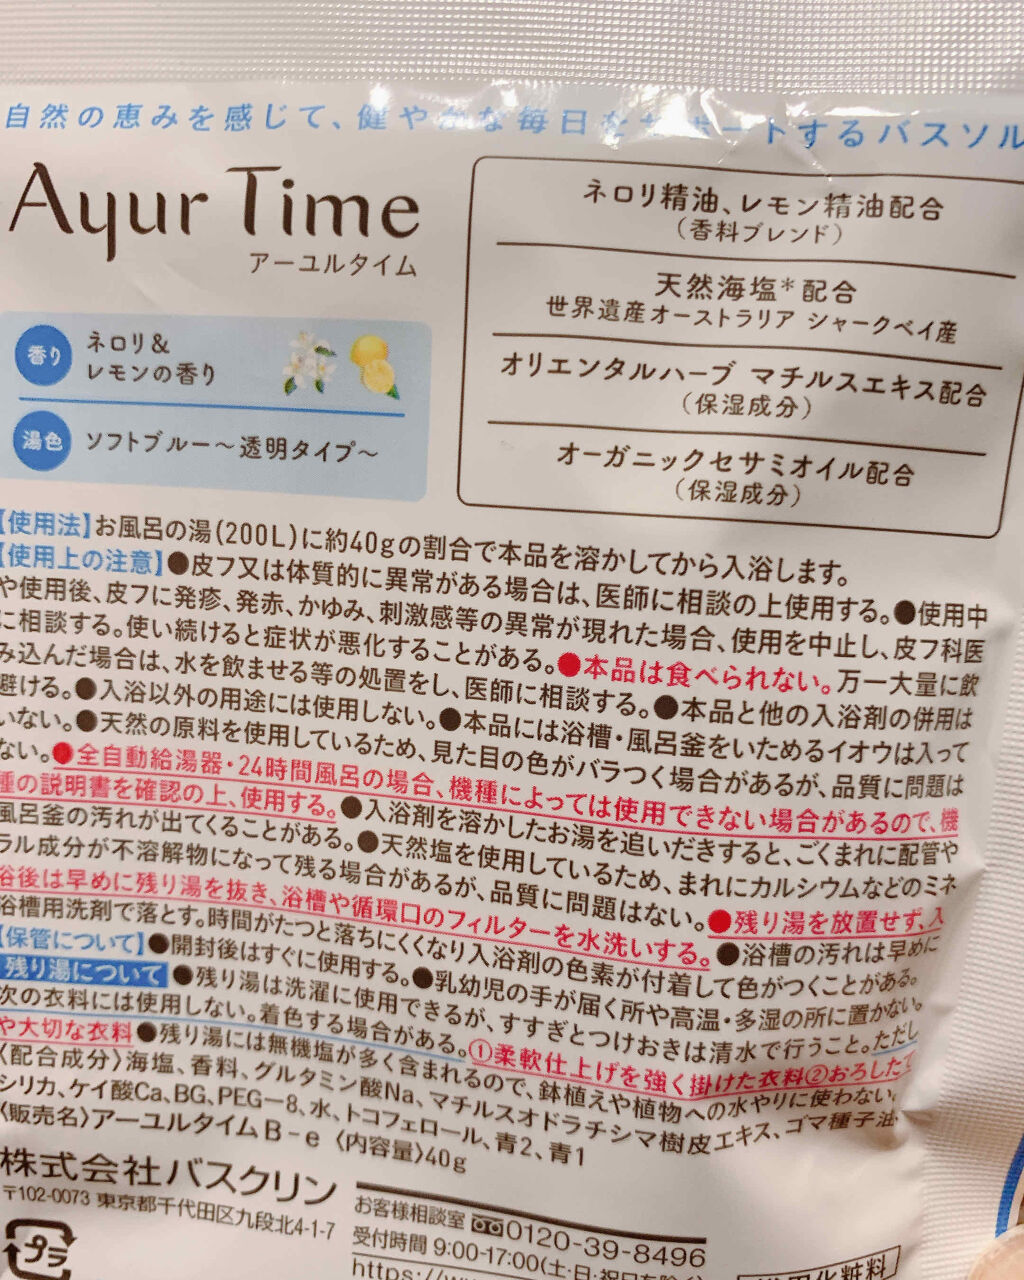 自然の恵みを感じて、健やかな毎日をサポートするバスソル
Ayur Time
アーユルタイム
香り
ネロリ&
レモンの香り
湯色
ソフトブルー～透明タイプ～
ネロリ精油、レモン精油配合
(香料ブレンド)
天然海塩*配合
世界遺産オーストラリア シャークベイ産
オリエンタルハーブ マチルスエキス配合
(保湿成分)
オーガニックセサミオイル配合
(保湿成分)
【使用法】お風呂の湯(200L)に約40gの割合で本品を溶かしてから入浴します。
【使用上の注意】●皮フ又は体質的に異常がある場合は、医師に相談の上使用する。●使用中
や使用後、皮フに発疹、発赤、かゆみ、刺激感等の異常が現れた場合、使用を中止し、皮フ科医
に相談する。使い続けると症状が悪化することがある。●本品は食べられない。万一大量に飲
み込んだ場合は、水を飲ませる等の処置をし、医師に相談する。●本品と他の入浴剤の併用は
避ける。●入浴以外の用途には使用しない。●本品には浴槽・風呂釜をいためるイオウは入って
いない。●天然の原料を使用しているため、見た目の色がバラつく場合があるが、品質に問題は
ない。●全自動給湯器・24時間風呂の場合、機種によっては使用できない場合があるので、機
種の説明書を確認の上、使用する。●入浴剤を溶かしたお湯を追いだきすると、ごくまれに配管や
風呂釜の汚れが出てくることがある。●天然塩を使用しているため、まれにカルシウムなどのミネ
ラル成分が不溶解物になって残る場合があるが、品質に問題はない。●残り湯を放置せず、入
浴後は早めに残り湯を抜き、浴槽や循環口のフィルターを水洗いする。●浴槽の汚れは早めに
浴槽用洗剤で落とす。時間がたつと落ちにくくなり入浴剤の色素が付着して色がつくことがある。
【保管について】●開封後はすぐに使用する。●乳幼児の手が届く所や高温・多湿の所に置かない。
残り湯について ●残り湯は洗濯に使用できるが、すすぎとつけおきは清水で行うこと。ただし
次の衣料には使用しない。着色する場合がある。①柔軟仕上げを強く掛けた衣料②おろしたて
や大切な衣料 ●残り湯には無機塩が多く含まれるので、鉢植えや植物への水やりに使わない。
〈配合成分〉海塩、香料、グルタミン酸Na、マチルスオドラチシマ樹皮エキス、ゴマ種子油、
シリカ、ケイ酸Ca、BG、PEG－8、水、トコフェロール、青2、青1
〈販売名〉アーユルタイムB－e 〈内容量〉40g
株式会社バスクリン
〒102-0073 東京都千代田区九段北4-1-7
お客様相談室 0120-39-8496
受付時間 9:00-17:00(土・日・祝日を除く)
https://w
プラ
化粧料